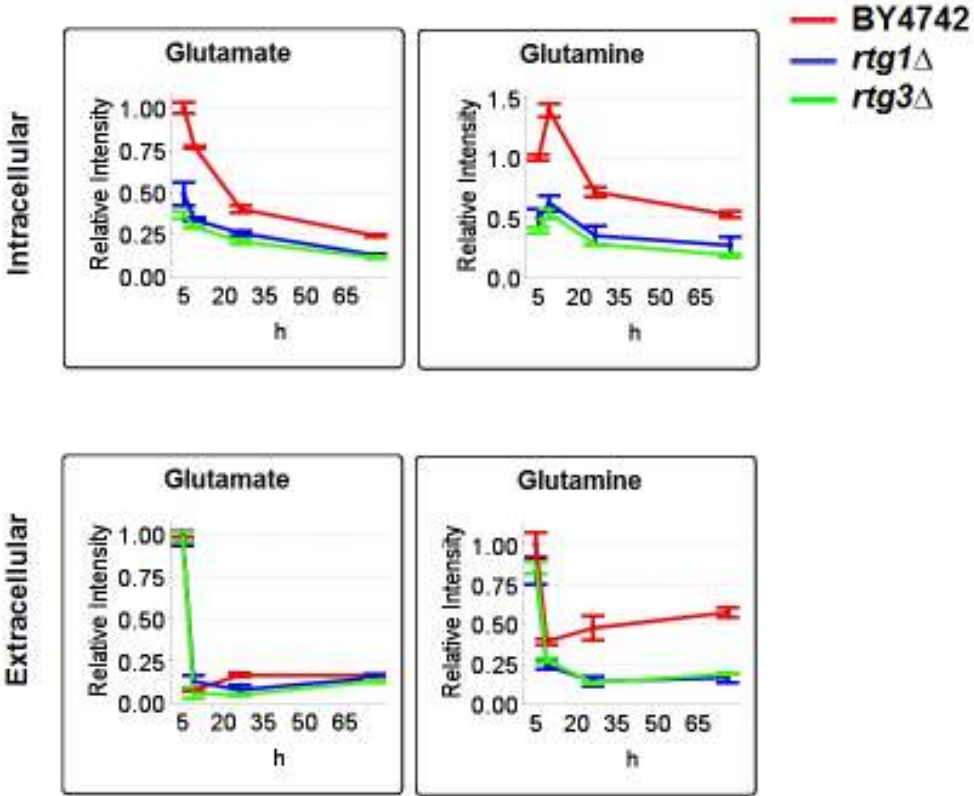 BY4742
rtg1Δ
rtg3Δ
Intracellular
Glutamate
Relative Intensity
1.00
0.75
0.50
0.25
0.00
5 20 35 50 65
h
Glutamine
Relative Intensity
1.5
1.0
0.5
0.0
5 20 35 50 65
h
Extracellular
Glutamate
Relative Intensity
1.00
0.75
0.50
0.25
0.00
5 20 35 50 65
h
Glutamine
Relative Intensity
1.00
0.75
0.50
0.25
0.00
5 20 35 50 65
h